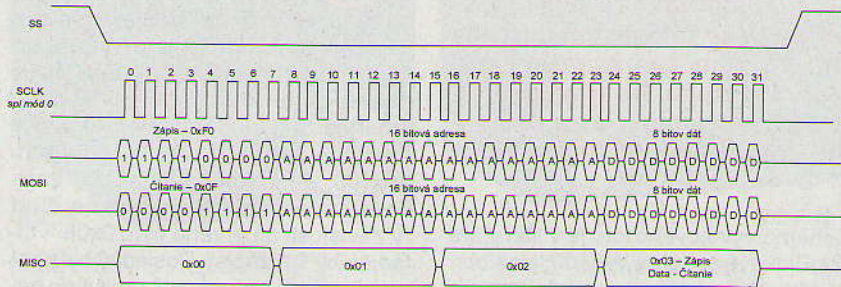 SS
0 1 2 3 4 5 6 7 8 9 10 11 12 13 14 15 16 17 18 19 20 21 22 23 24 25 26 27 28 29 30 31
SCLK
spI mód 0
Zápis – 0xF0 16 bitová adresa 8 bitov dát
1 1 1 1 0 0 0 0 A A A A A A A A A A A A A A A A D D D D D D D D
MOSI
Čítanie – 0x0F 16 bitová adresa 8 bitov dát
0 0 0 0 1 1 1 1 A A A A A A A A A A A A A A A A D D D D D D D D
MISO 0x00 0x01 0x02 0x03 – Zápis
Data - Čítanie